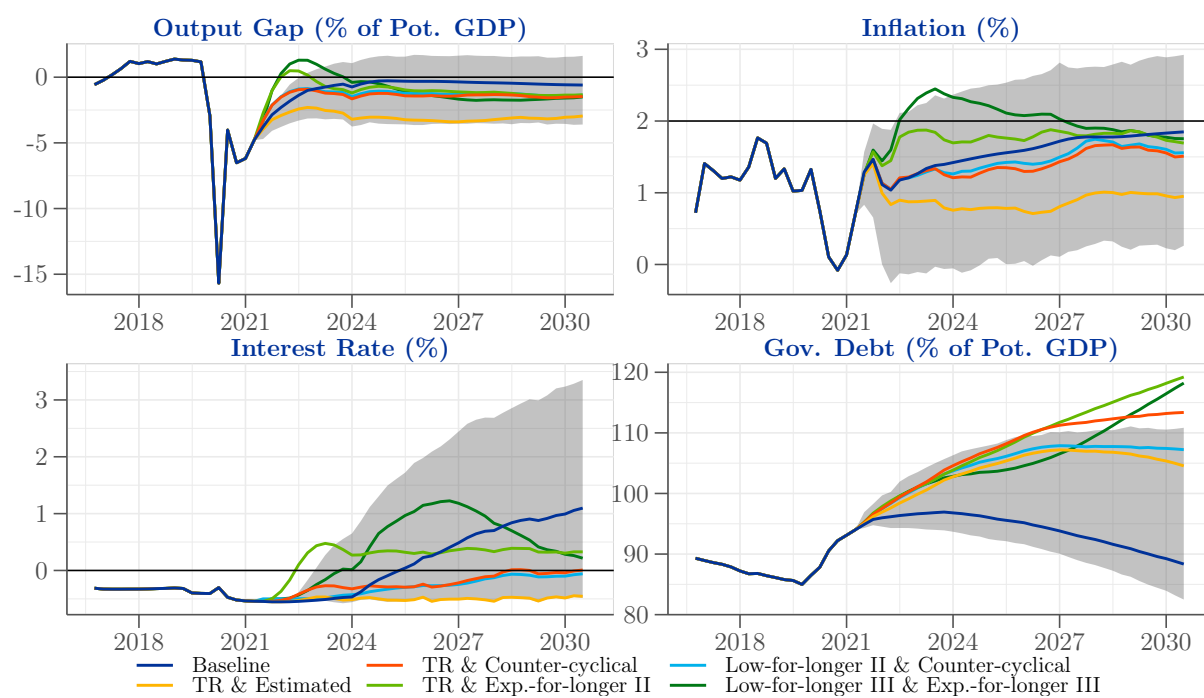 Output Gap (% of Pot. GDP)
0
-5
-10
-15
2018 2021 2024 2027 2030
Inflation (%)
3
2
1
0
2018 2021 2024 2027 2030
Interest Rate (%)
3
2
1
0
2018 2021 2024 2027 2030
Gov. Debt (% of Pot. GDP)
120
110
100
90
80
2018 2021 2024 2027 2030
Baseline
TR & Counter-cyclical
Low-for-longer II & Counter-cyclical
TR & Estimated
TR & Exp.-for-longer II
Low-for-longer III & Exp.-for-longer III